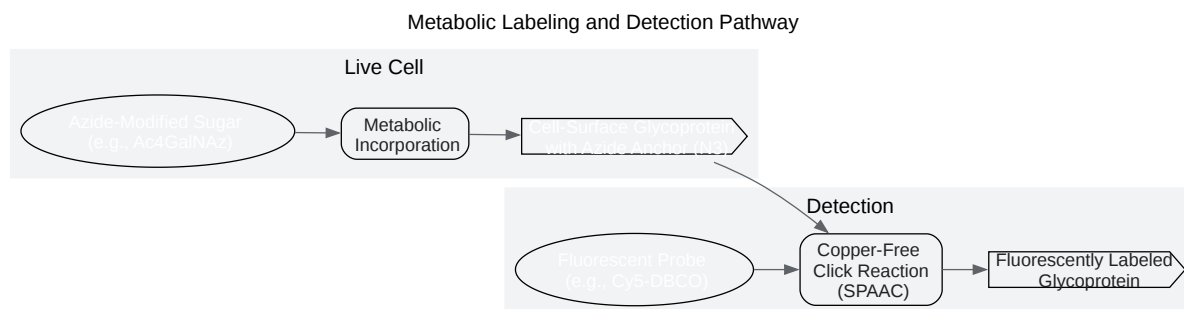 Metabolic Labeling and Detection Pathway
Live Cell
Azide-Modified Sugar
(e.g., Ac4GalNAz)
Metabolic
Incorporation
Cell-Surface Glycoprotein
with Azide Anchor (N3)
Detection
Fluorescent Probe
(e.g., Cy5-DBCO)
Copper-Free
Click Reaction
(SPAAC)
Fluorescently Labeled
Glycoprotein